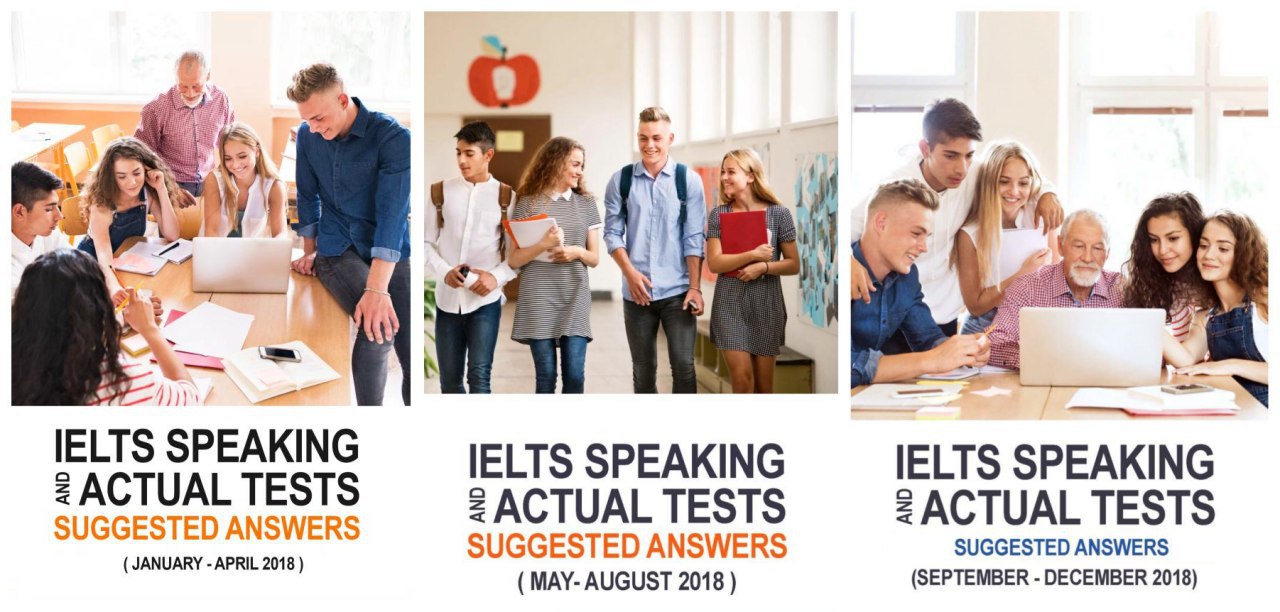 IELTS SPEAKING
AND ACTUAL TESTS
SUGGESTED ANSWERS
( JANUARY - APRIL 2018 )
IELTS SPEAKING
AND ACTUAL TESTS
SUGGESTED ANSWERS
( MAY- AUGUST 2018 )
IELTS SPEAKING
AND ACTUAL TESTS
SUGGESTED ANSWERS
(SEPTEMBER - DECEMBER 2018)